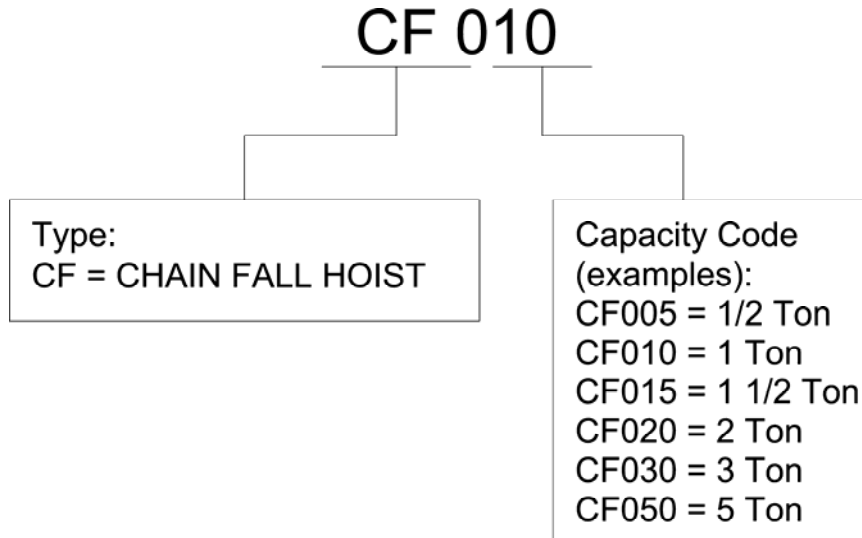 CF 010
Type:
CF = CHAIN FALL HOIST
Capacity Code
(examples):
CF005 = 1/2 Ton
CF010 = 1 Ton
CF015 = 1 1/2 Ton
CF020 = 2 Ton
CF030 = 3 Ton
CF050 = 5 Ton